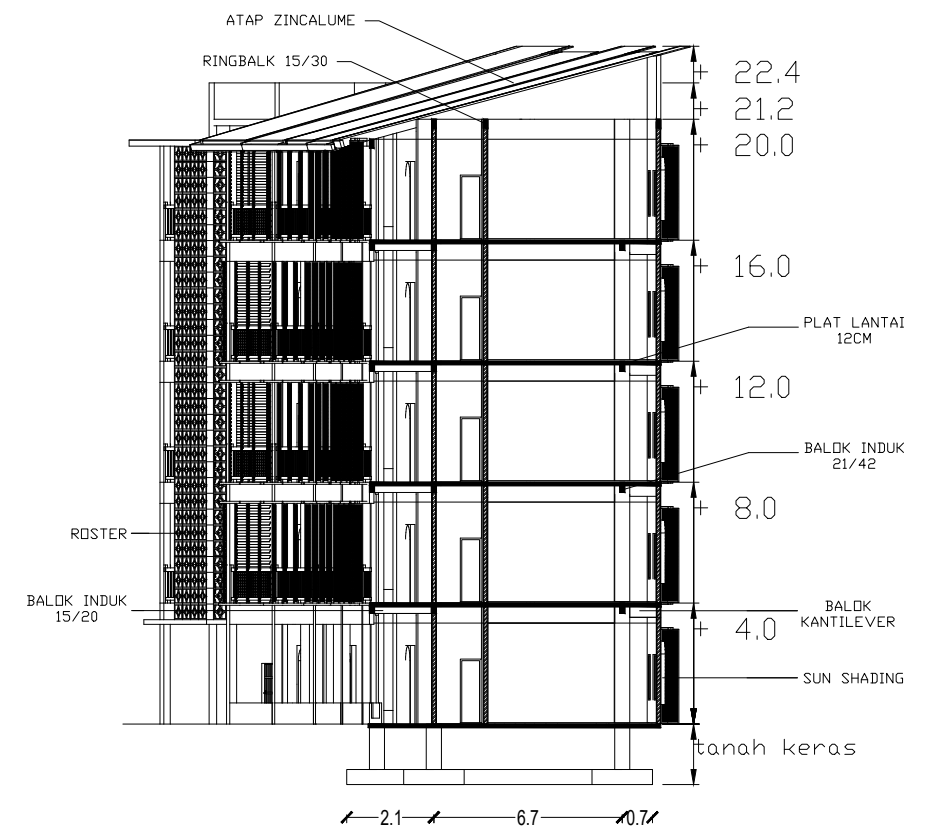 ATAP ZINCALUME
RINGBALK 15/30
+ 22.4
+ 21.2
+ 20.0
+ 16.0
PLAT LANTAI
12CM
+ 12.0
BALOK INDUK
21/42
+ 8.0
ROSTER
BALOK INDUK
15/20
BALOK
KANTILEVER
+ 4.0
SUN SHADING
tanah keras
2.1
6.7
0.7